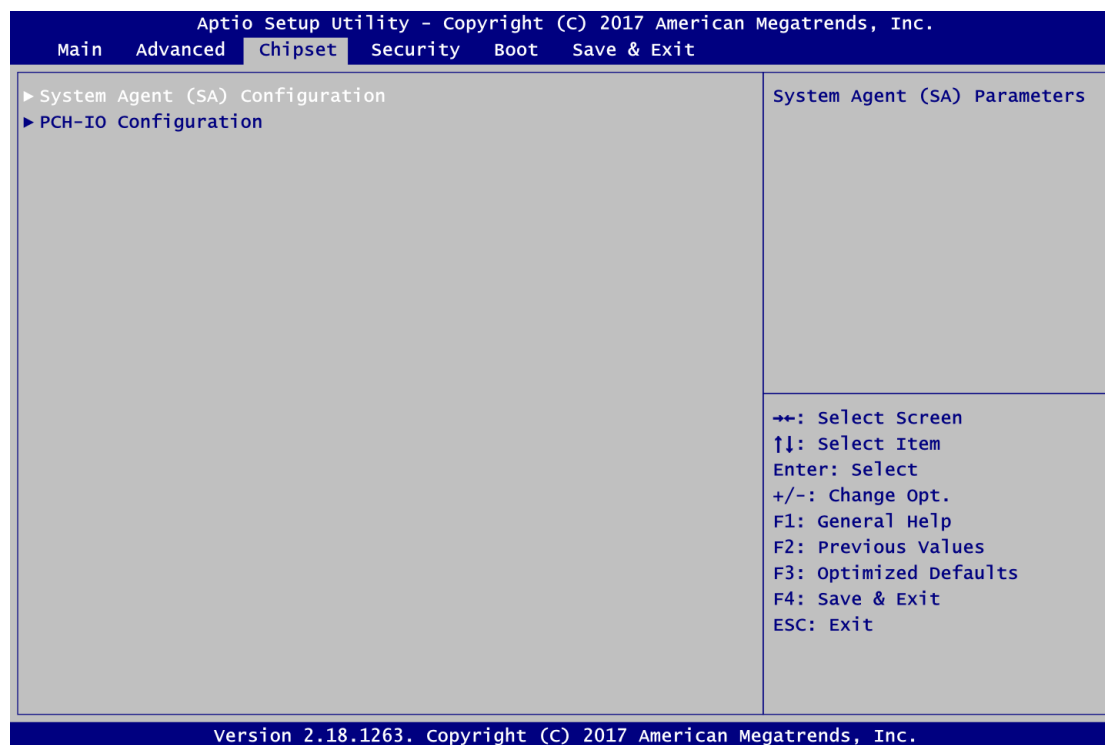 Aptio Setup Utility - Copyright (C) 2017 American Megatrends, Inc.
Main Advanced Chipset Security Boot Save & Exit
►System Agent (SA) Configuration
►PCH-IO Configuration
System Agent (SA) Parameters
→←: Select Screen
↑↓: Select Item
Enter: Select
+/-: Change Opt.
F1: General Help
F2: Previous Values
F3: Optimized Defaults
F4: Save & Exit
ESC: Exit
Version 2.18.1263. Copyright (C) 2017 American Megatrends, Inc.